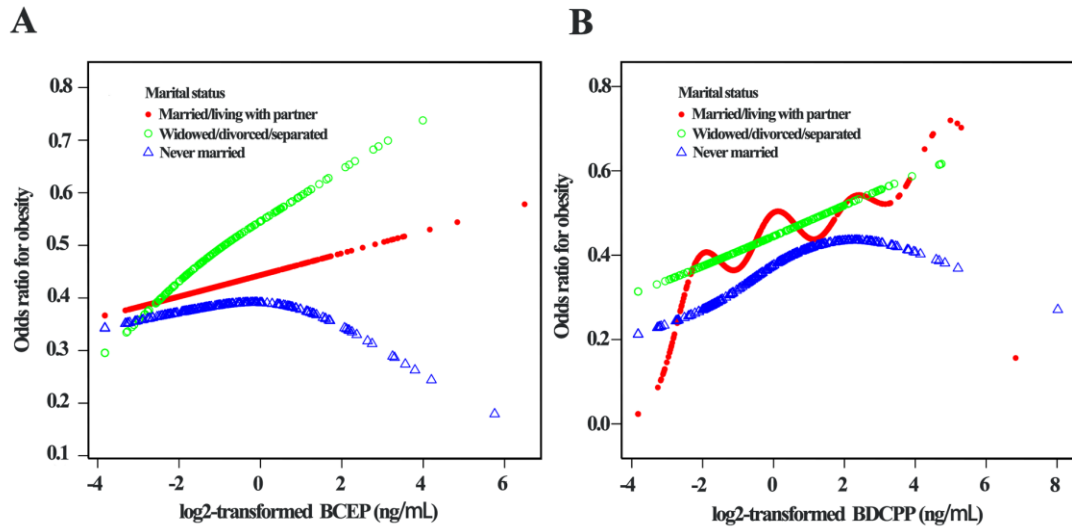 A
Odds ratio for obesity
0.8
0.7
0.6
0.5
0.4
0.3
0.2
0.1
Marital status
Married/living with partner
Widowed/divorced/separated
Never married
-4 -2 0 2 4 6
log2-transformed BCEP (ng/mL)
B
Odds ratio for obesity
0.8
0.6
0.4
0.2
0.0
Marital status
Married/living with partner
Widowed/divorced/separated
Never married
-4 -2 0 2 4 6 8
log2-transformed BDCPP (ng/mL)